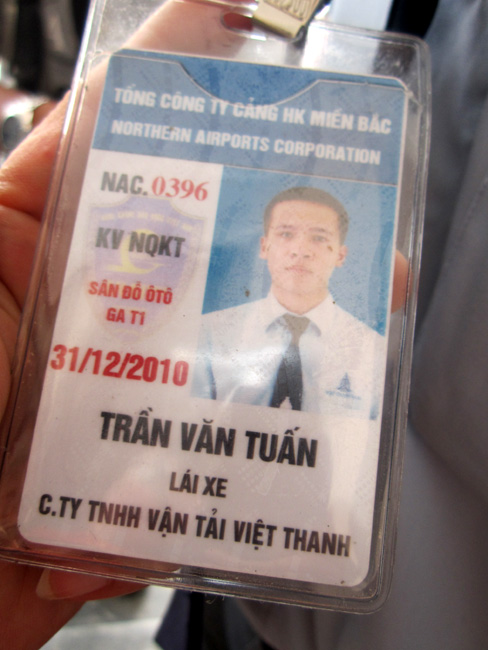 TỔNG CÔNG TY CẢNG HK MIỀN BẮC
NORTHERN AIRPORTS CORPORATION
NAC. 0396
KV NQKT
SÂN ĐỖ ÔTÔ
GA T1
31/12/2010
TRẦN VĂN TUẤN
LÁI XE
C.TY TNHH VẬN TẢI VIỆT THANH